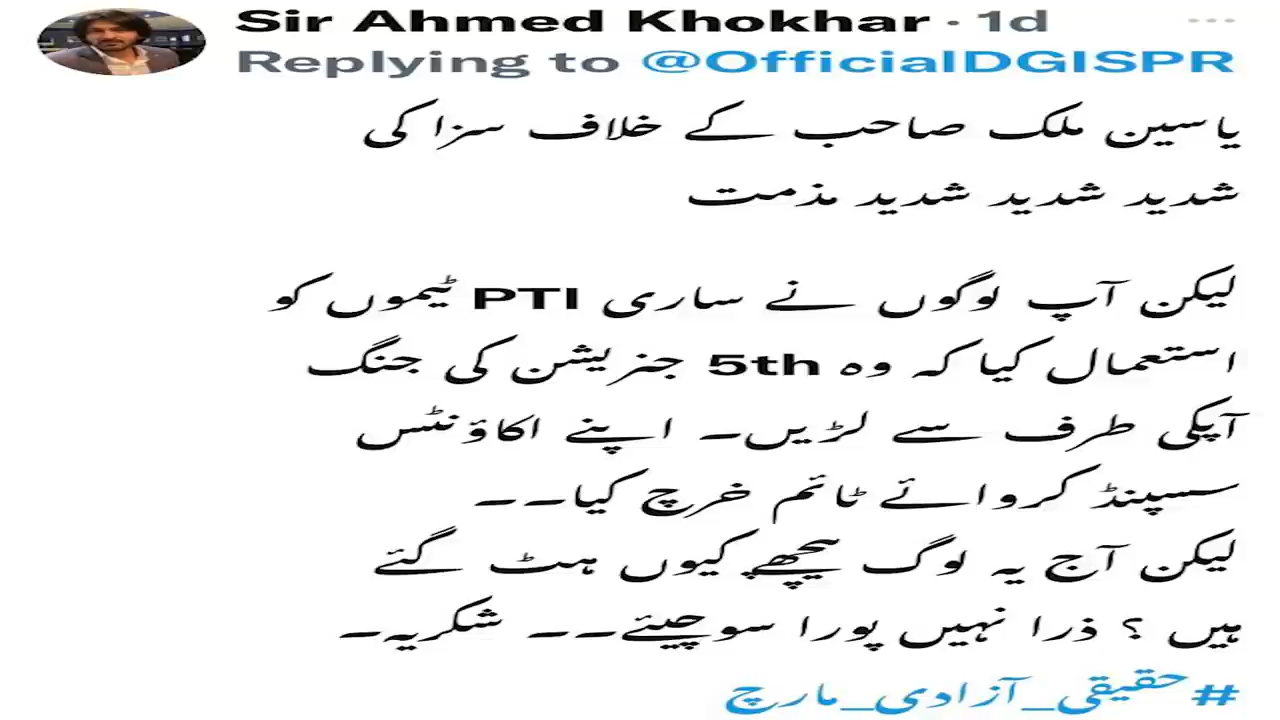 Sir Ahmed Khokhar · 1d
Replying to @OfficialDGISPR
یاسین ملک صاحب کے خلاف سزا کی
شدید شدید شدید مذمت
لیکن آپ لوگوں نے ساری PTI ٹیموں کو
استعمال کیا کہ وہ 5th جنریشن کی جنگ
آپکی طرف سے لڑیں۔ اپنے اکاؤنٹس
سسپنڈ کروائے ٹائم خرچ کیا۔۔
لیکن آج یہ لوگ پیچھے کیوں ہٹ گئے
ہیں ؟ ذرا نہیں پورا سوچیئے۔۔ شکریہ۔
#حقیقی_آزادی_مارچ